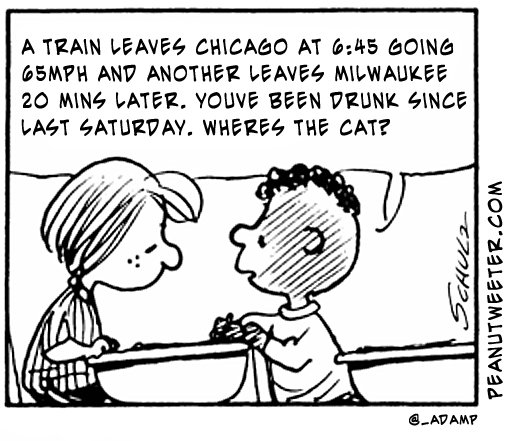 A TRAIN LEAVES CHICAGO AT 6:45 GOING
65MPH AND ANOTHER LEAVES MILWAUKEE
20 MINS LATER. YOUVE BEEN DRUNK SINCE
LAST SATURDAY. WHERES THE CAT?
SCHULZ
PEANUTWEETER.COM
@_ADAMP